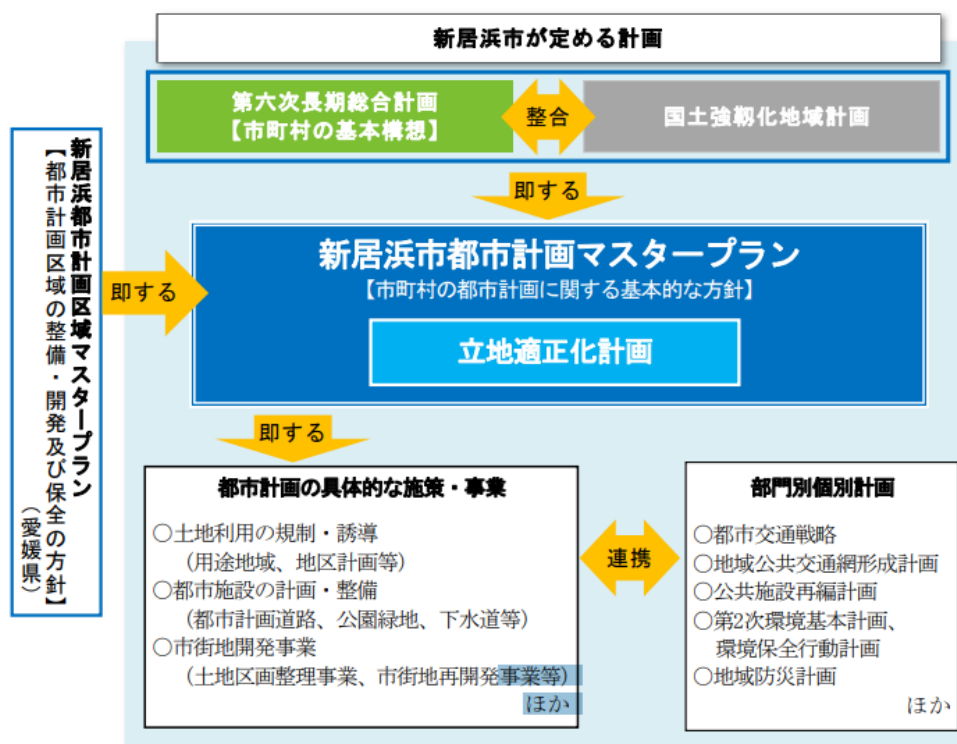 新居浜市が定める計画
第六次長期総合計画
【市町村の基本構想】
整合
国土強靱化地域計画
即する
新居浜都市計画区域マスタープラン
【都市計画区域の整備・開発及び保全の方針】
（愛媛県）
即する
新居浜市都市計画マスタープラン
【市町村の都市計画に関する基本的な方針】
立地適正化計画
即する
都市計画の具体的な施策・事業
○土地利用の規制・誘導
（用途地域、地区計画等）
○都市施設の計画・整備
（都市計画道路、公園緑地、下水道等）
○市街地開発事業
（土地区画整理事業、市街地再開発事業等）
ほか
連携
部門別個別計画
○都市交通戦略
○地域公共交通網形成計画
○公共施設再編計画
○第2次環境基本計画、
環境保全行動計画
○地域防災計画
ほか